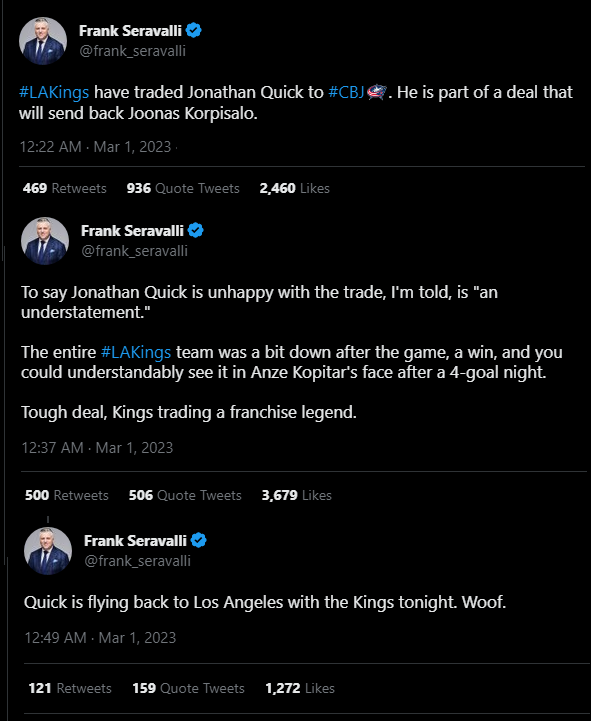 Frank Seravalli
@frank_seravalli
#LAKings have traded Jonathan Quick to #CBJ. He is part of a deal that
will send back Joonas Korpisalo.
12:22 AM · Mar 1, 2023 ·
469 Retweets 936 Quote Tweets 2,460 Likes
Frank Seravalli
@frank_seravalli
To say Jonathan Quick is unhappy with the trade, I'm told, is "an
understatement."
The entire #LAKings team was a bit down after the game, a win, and you
could understandably see it in Anze Kopitar's face after a 4-goal night.
Tough deal, Kings trading a franchise legend.
12:37 AM · Mar 1, 2023
500 Retweets 506 Quote Tweets 3,679 Likes
Frank Seravalli
@frank_seravalli
Quick is flying back to Los Angeles with the Kings tonight. Woof.
12:49 AM · Mar 1, 2023
121 Retweets 159 Quote Tweets 1,272 Likes